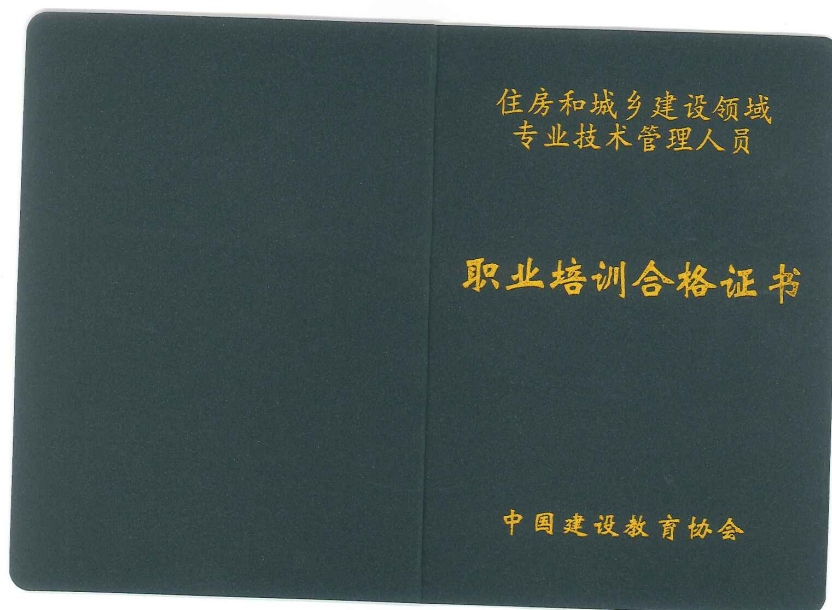 住房和城乡建设领域
专业技术管理人员
职业培训合格证书
中国建设教育协会